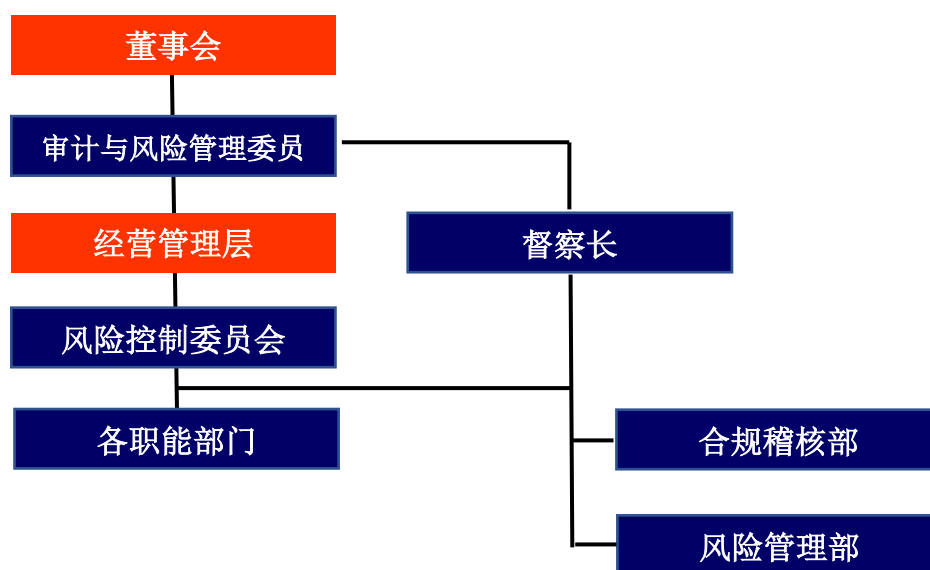 董事会
审计与风险管理委员
经营管理层
督察长
风险控制委员会
各职能部门
合规稽核部
风险管理部